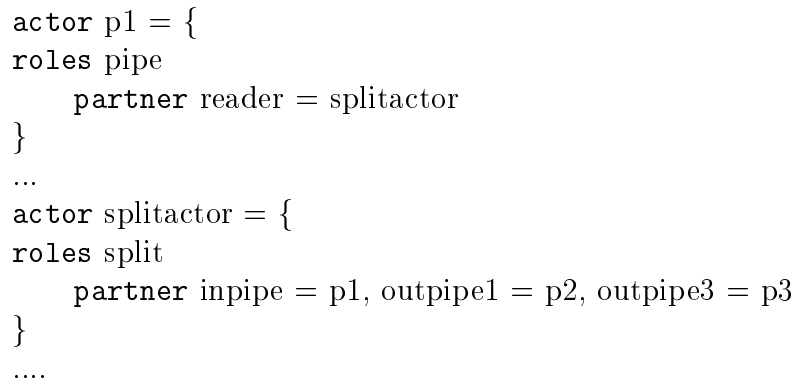 actor p1 = {
roles pipe
partner reader = splitactor
}
...
actor splitactor = {
roles split
partner inpipe = p1, outpipe1 = p2, outpipe3 = p3
}
....